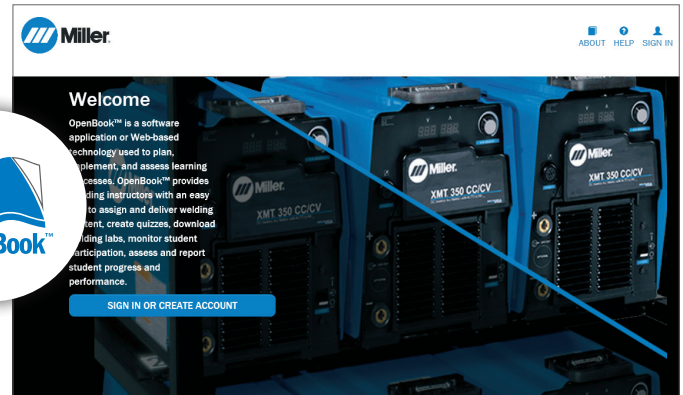 Miller
ABOUT HELP SIGN IN
Welcome
OpenBook™ is a software
application or Web-based
technology used to plan,
implement, and assess learning
processes. OpenBook™ provides
welding instructors with an easy
to assign and deliver welding
content, create quizzes, download
welding labs, monitor student
participation, assess and report
student progress and
performance.
SIGN IN OR CREATE ACCOUNT
Book™
Miller.
XMT 350 CC/CV
Miller.
XMT 350 CC/CV
Miller.
XMT 350 CC/CV